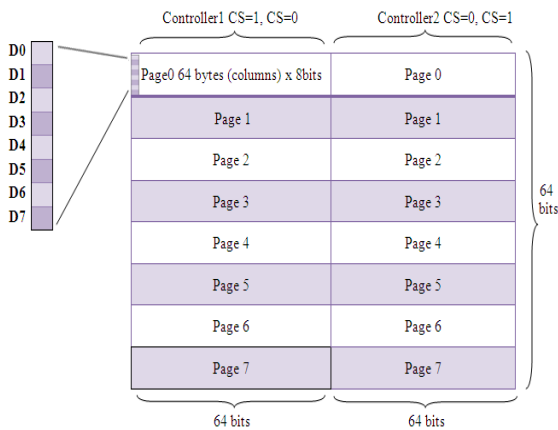 Controller1 CS=1, CS=0 Controller2 CS=0, CS=1
D0
D1
D2
D3
D4
D5
D6
D7
Page0 64 bytes (columns) x 8bits Page 0
Page 1 Page 1
Page 2 Page 2
Page 3 Page 3
Page 4 Page 4
Page 5 Page 5
Page 6 Page 6
Page 7 Page 7
64
bits
64 bits 64 bits